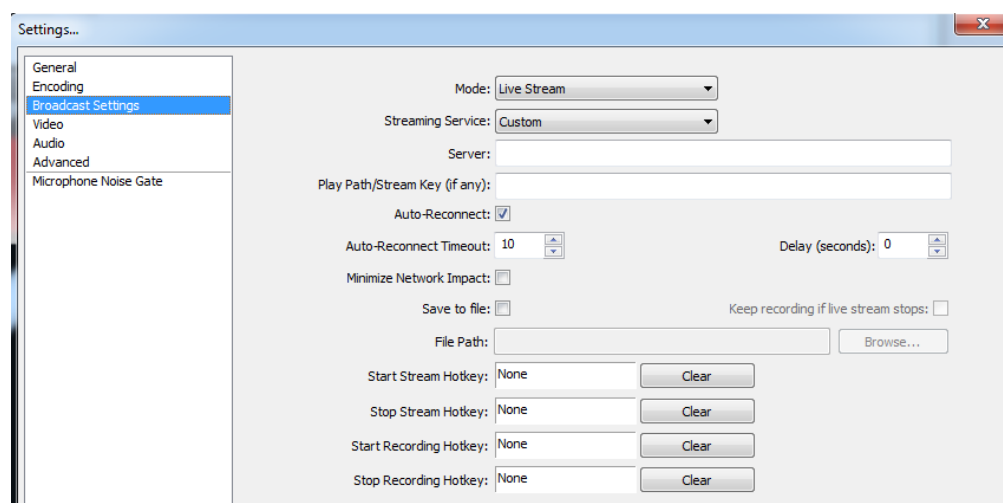 Settings...
General
Encoding
Broadcast Settings
Video
Audio
Advanced
Microphone Noise Gate
Mode: Live Stream
Streaming Service: Custom
Server:
Play Path/Stream Key (if any):
Auto-Reconnect:
Auto-Reconnect Timeout: 10 Delay (seconds): 0
Minimize Network Impact:
Save to file: Keep recording if live stream stops:
File Path: Browse...
Start Stream Hotkey: None Clear
Stop Stream Hotkey: None Clear
Start Recording Hotkey: None Clear
Stop Recording Hotkey: None Clear